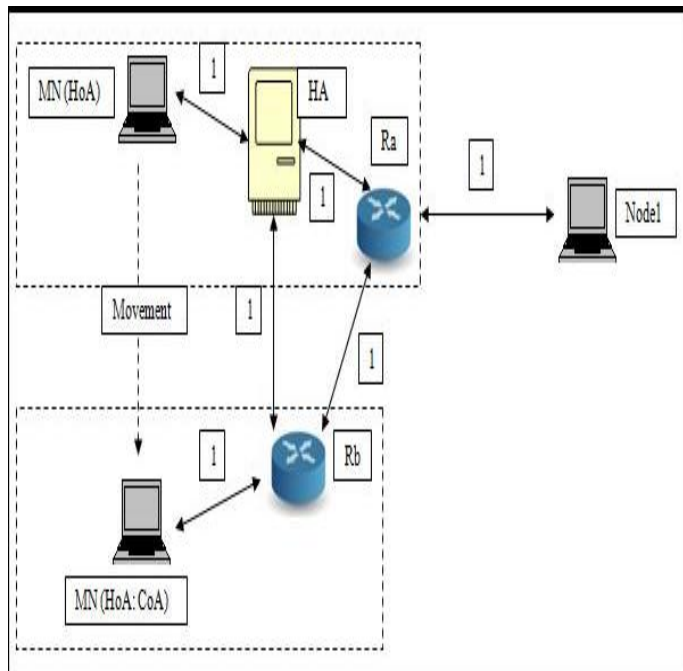 1
MN (HoA)
HA
Ra
1
1
Node1
Movement
1
1
1
Rb
MN (HoA: CoA)